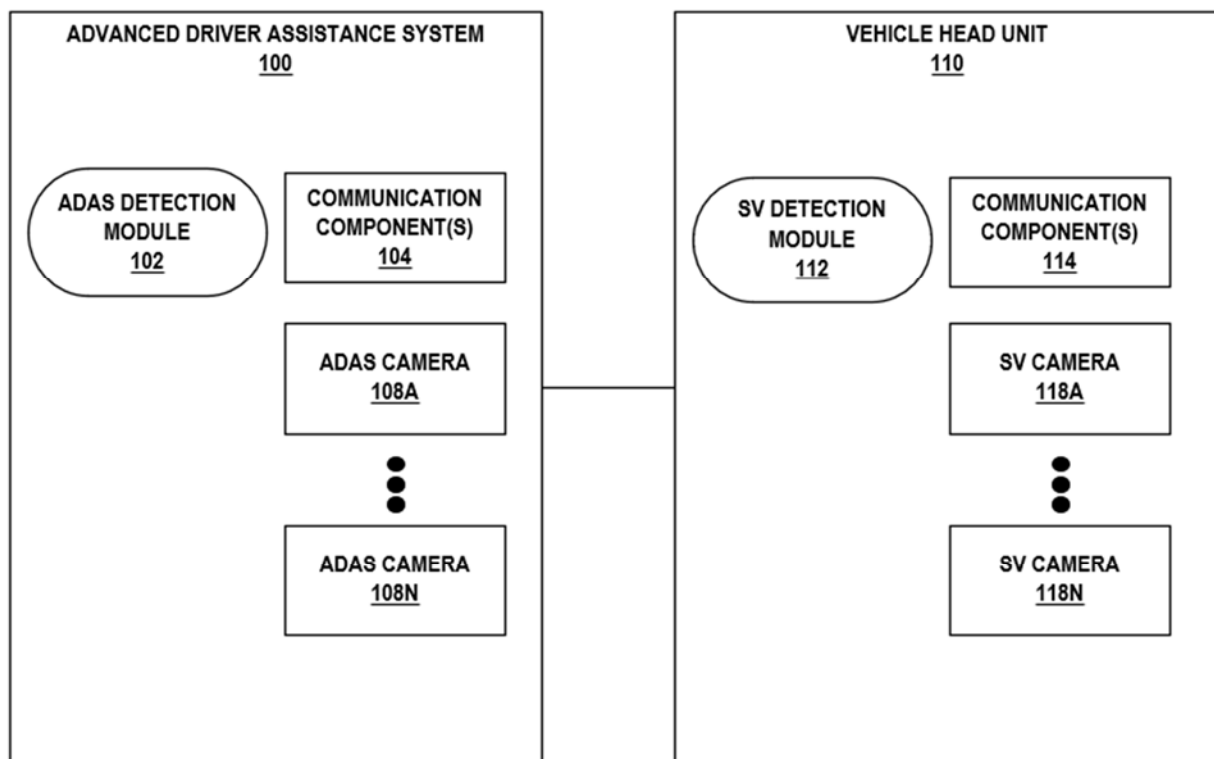 ADVANCED DRIVER ASSISTANCE SYSTEM
100
ADAS DETECTION
MODULE
102
COMMUNICATION
COMPONENT(S)
104
ADAS CAMERA
108A
ADAS CAMERA
108N
VEHICLE HEAD UNIT
110
SV DETECTION
MODULE
112
COMMUNICATION
COMPONENT(S)
114
SV CAMERA
118A
SV CAMERA
118N